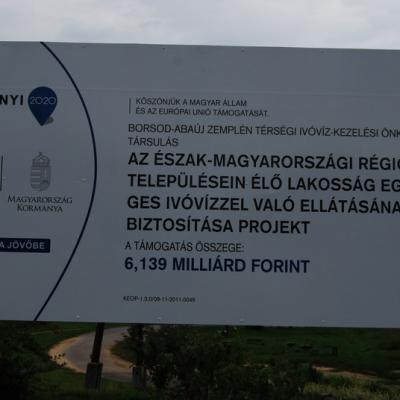 NYI 2020
KÖSZÖNJÜK A MAGYAR ÁLLAM
ÉS AZ EURÓPAI UNIÓ TÁMOGATÁSÁT.
BORSOD-ABAÚJ ZEMPLÉN TÉRSÉGI IVÓVÍZ-KEZELÉSI ÖNK
TÁRSULÁS
AZ ÉSZAK-MAGYARORSZÁGI RÉGIÓ
TELEPÜLÉSEIN ÉLŐ LAKOSSÁG EG
GES IVÓVÍZZEL VALÓ ELLÁTÁSÁNA
BIZTOSÍTÁSA PROJEKT
A TÁMOGATÁS ÖSSZEGE:
6,139 MILLIÁRD FORINT
KEOP-1.3.0/09-11-2011-0046
MAGYARORSZÁG
KORMÁNYA
A JÖVŐBE